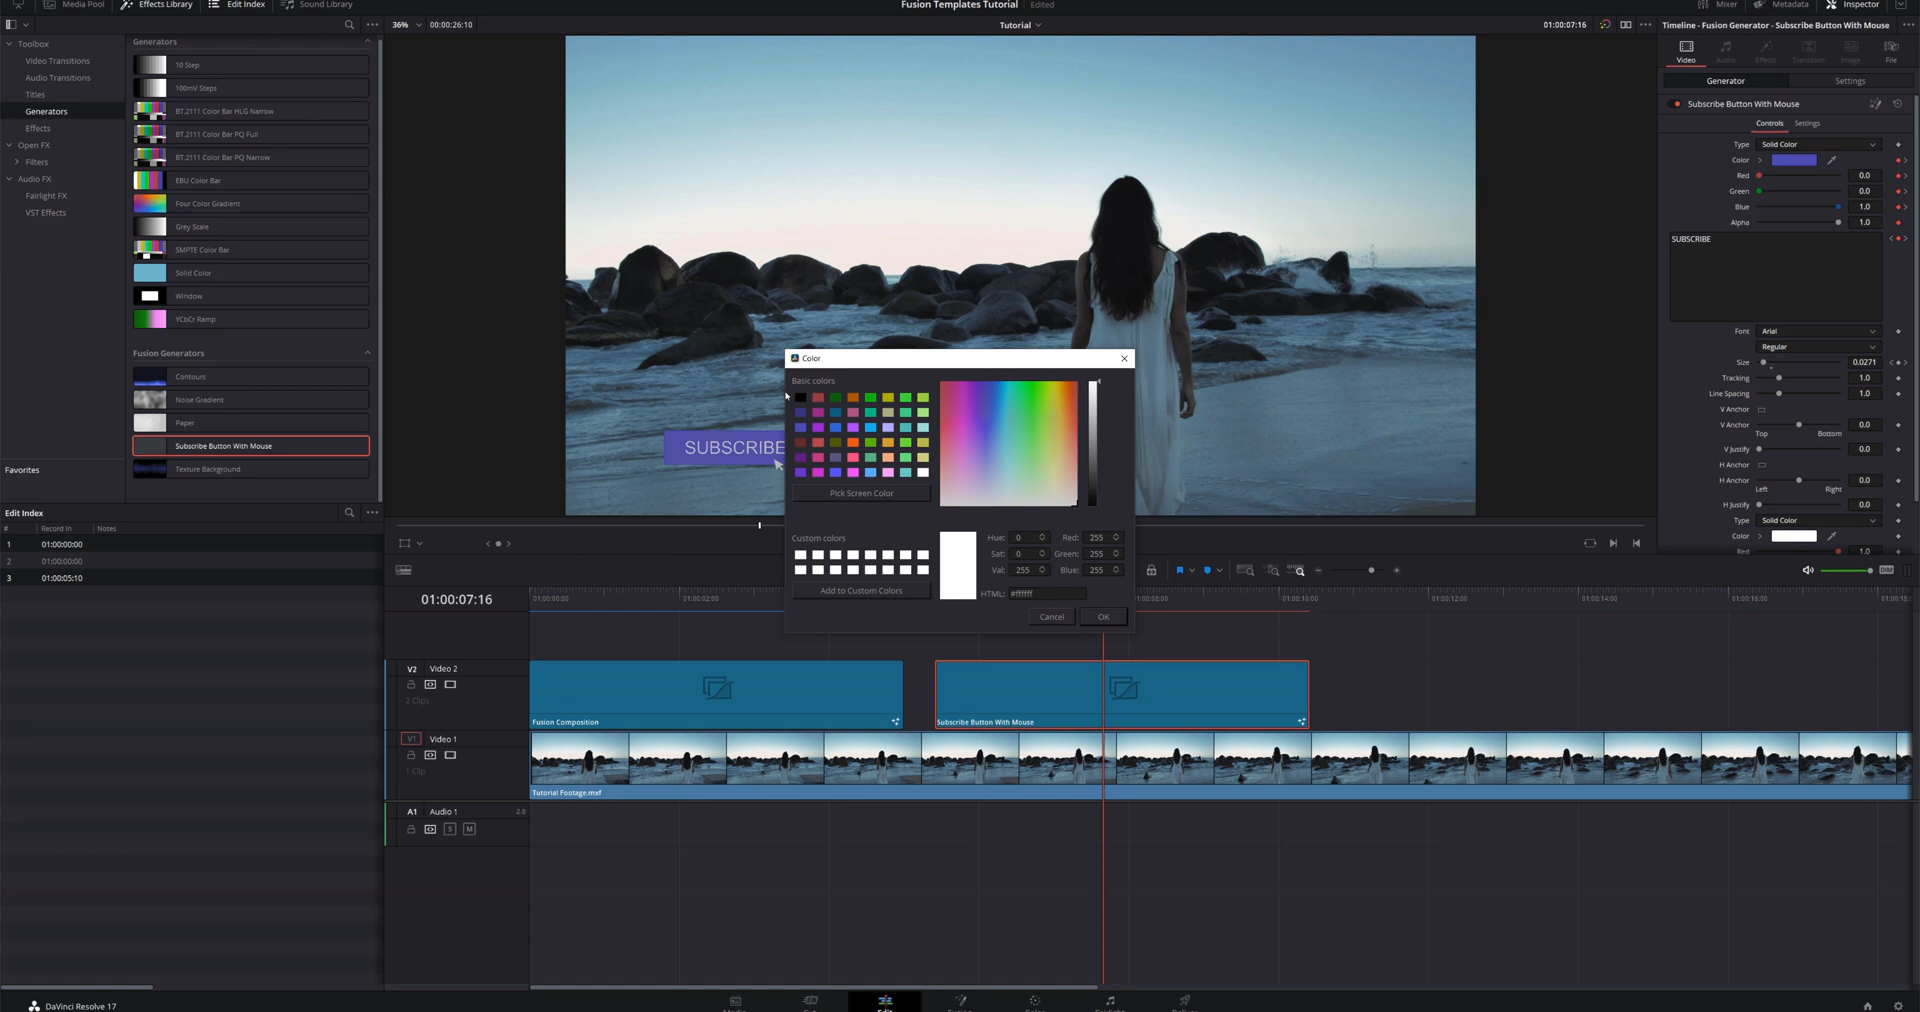 Media Pool
Effects Library
Edit Index
Sound Library
Fusion Templates Tutorial
Edited
Mixer
Metadata
Inspector
36%
00:00:26:10
Tutorial
01:00:07:16
Timeline - Fusion Generator - Subscribe Button With Mouse
Toolbox
Video Transitions
Audio Transitions
Titles
Generators
Effects
Open FX
Filters
Audio FX
Fairlight FX
VST Effects
Favorites
Generators
10 Step
100mV Steps
BT.2111 Color Bar HLG Narrow
BT.2111 Color Bar PQ Full
BT.2111 Color Bar PQ Narrow
EBU Color Bar
Four Color Gradient
Grey Scale
SMPTE Color Bar
Solid Color
Window
YCbCr Ramp
Fusion Generators
Contours
Noise Gradient
Paper
Subscribe Button With Mouse
Texture Background
SUBSCRIBE
Color
Basic colors
Pick Screen Color
Custom colors
Add to Custom Colors
Hue: 0
Red: 255
Sat: 0
Green: 255
Val: 255
Blue: 255
HTML: #ffffff
Cancel
OK
Video
Audio
Effects
Transition
Image
File
Generator
Settings
Subscribe Button With Mouse
Controls
Settings
Type Solid Color
Color
Red 0.0
Green 0.0
Blue 1.0
Alpha 1.0
SUBSCRIBE
Font Arial
Regular
Size 0.0271
Tracking 1.0
Line Spacing 1.0
V Anchor
V Anchor 0.0
Top Bottom
V Justify 0.0
H Anchor
H Anchor 0.0
Left Right
H Justify 0.0
Type Solid Color
Color
Red 1.0
Edit Index
# Record In Notes
1 01:00:00:00
2 01:00:00:00
3 01:00:05:10
DIM
01:00:07:16
01:00:00:00
01:00:02:00
01:00:08:00
01:00:10:00
01:00:12:00
01:00:14:00
01:00:16:00
V2 Video 2
2 Clips
Fusion Composition
Subscribe Button With Mouse
V1 Video 1
1 Clip
Tutorial Footage.mxf
A1 Audio 1 2.0
S M
DaVinci Resolve 17
Edit